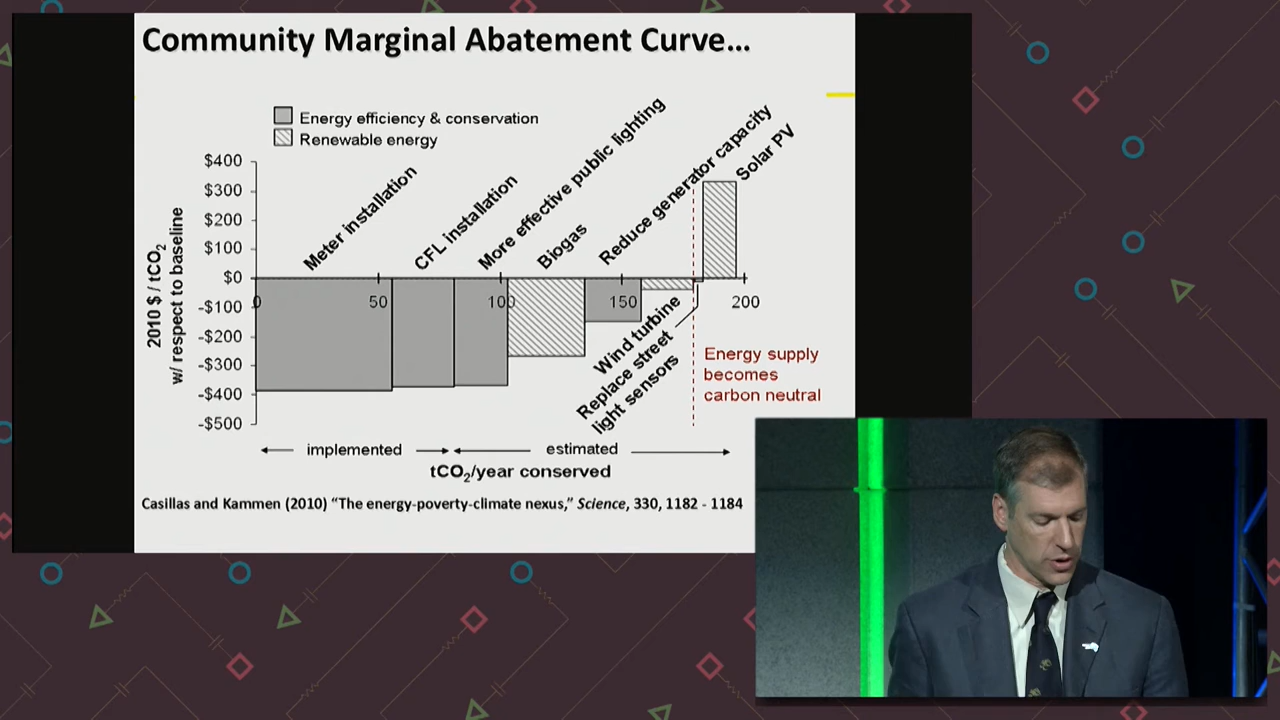 Community Marginal Abatement Curve...
Energy efficiency & conservation
Renewable energy
2010 $ / tCO2
w/ respect to baseline
$400
$300
$200
$100
$0
-$100
-$200
-$300
-$400
-$500
Meter installation
CFL installation
More effective public lighting
Biogas
Reduce generator capacity
Solar PV
0
50
100
150
200
Wind turbine
Replace street
light sensors
Energy supply
becomes
carbon neutral
implemented
estimated
tCO2/year conserved
Casillas and Kammen (2010) “The energy-poverty-climate nexus,” Science, 330, 1182 - 1184